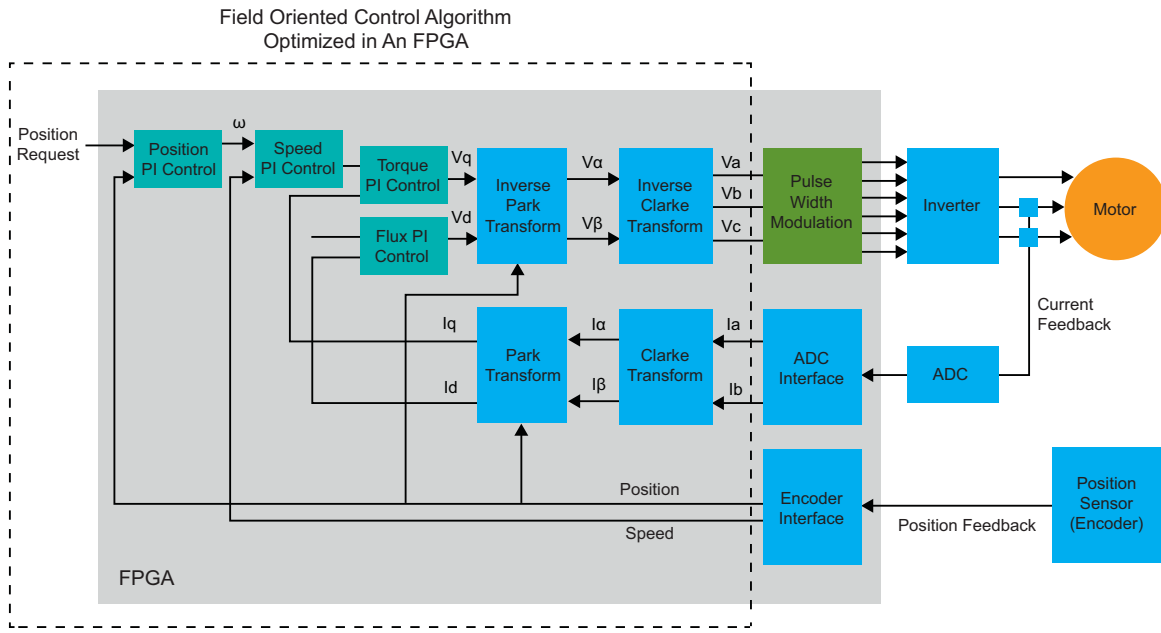 Field Oriented Control Algorithm
Optimized in An FPGA
Position
Request
Position
PI Control
ω
Speed
PI Control
Torque
PI Control
Flux PI
Control
Vq
Vd
Inverse
Park
Transform
Vα
Vβ
Inverse
Clarke
Transform
Va
Vb
Vc
Pulse
Width
Modulation
Inverter
Motor
Current
Feedback
Iq
Id
Park
Transform
Iα
Iβ
Clarke
Transform
Ia
Ib
ADC
Interface
ADC
Position
Speed
Encoder
Interface
Position Feedback
Position
Sensor
(Encoder)
FPGA